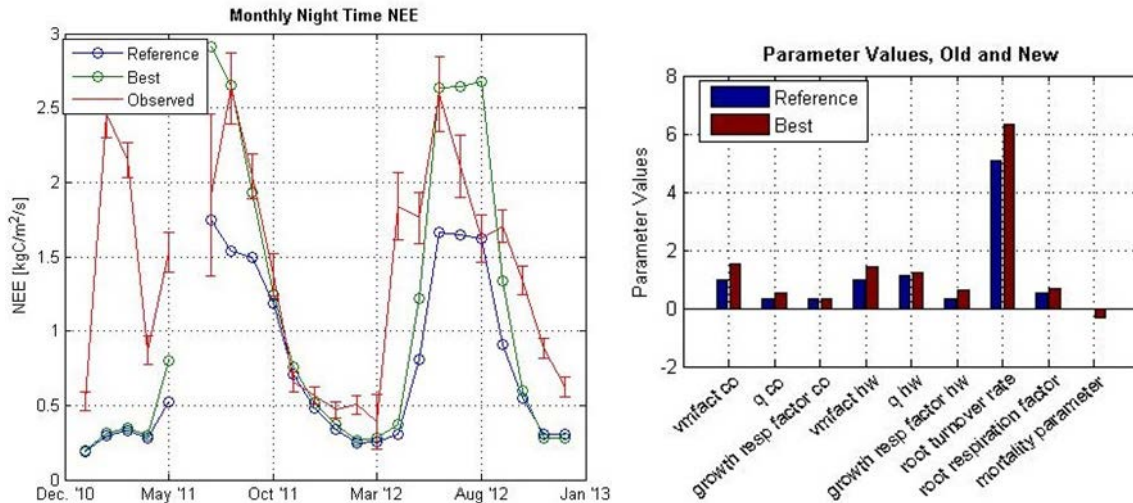 Monthly Night Time NEE
3
2.5
2
1.5
1
0.5
0
NEE [kgC/m²/s]
Reference
Best
Observed
Dec. '10
May '11
Oct '11
Mar '12
Aug '12
Jan '13
Parameter Values, Old and New
8
6
4
2
0
-2
Parameter Values
Reference
Best
vmfact co
q co
growth resp factor co
vmfact hw
q hw
growth resp factor hw
root turnover rate
root respiration factor
mortality parameter